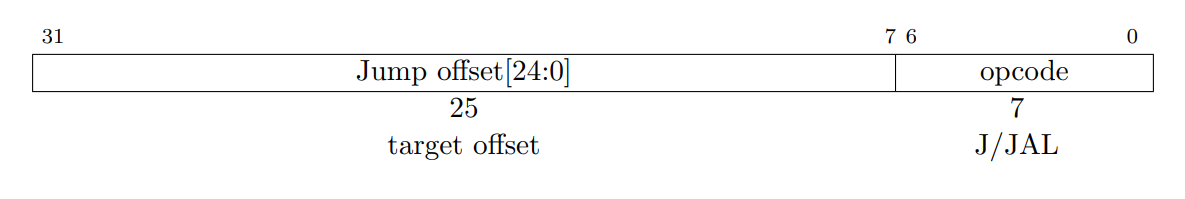 31 7 6 0
Jump offset[24:0] opcode
25 7
target offset J/JAL